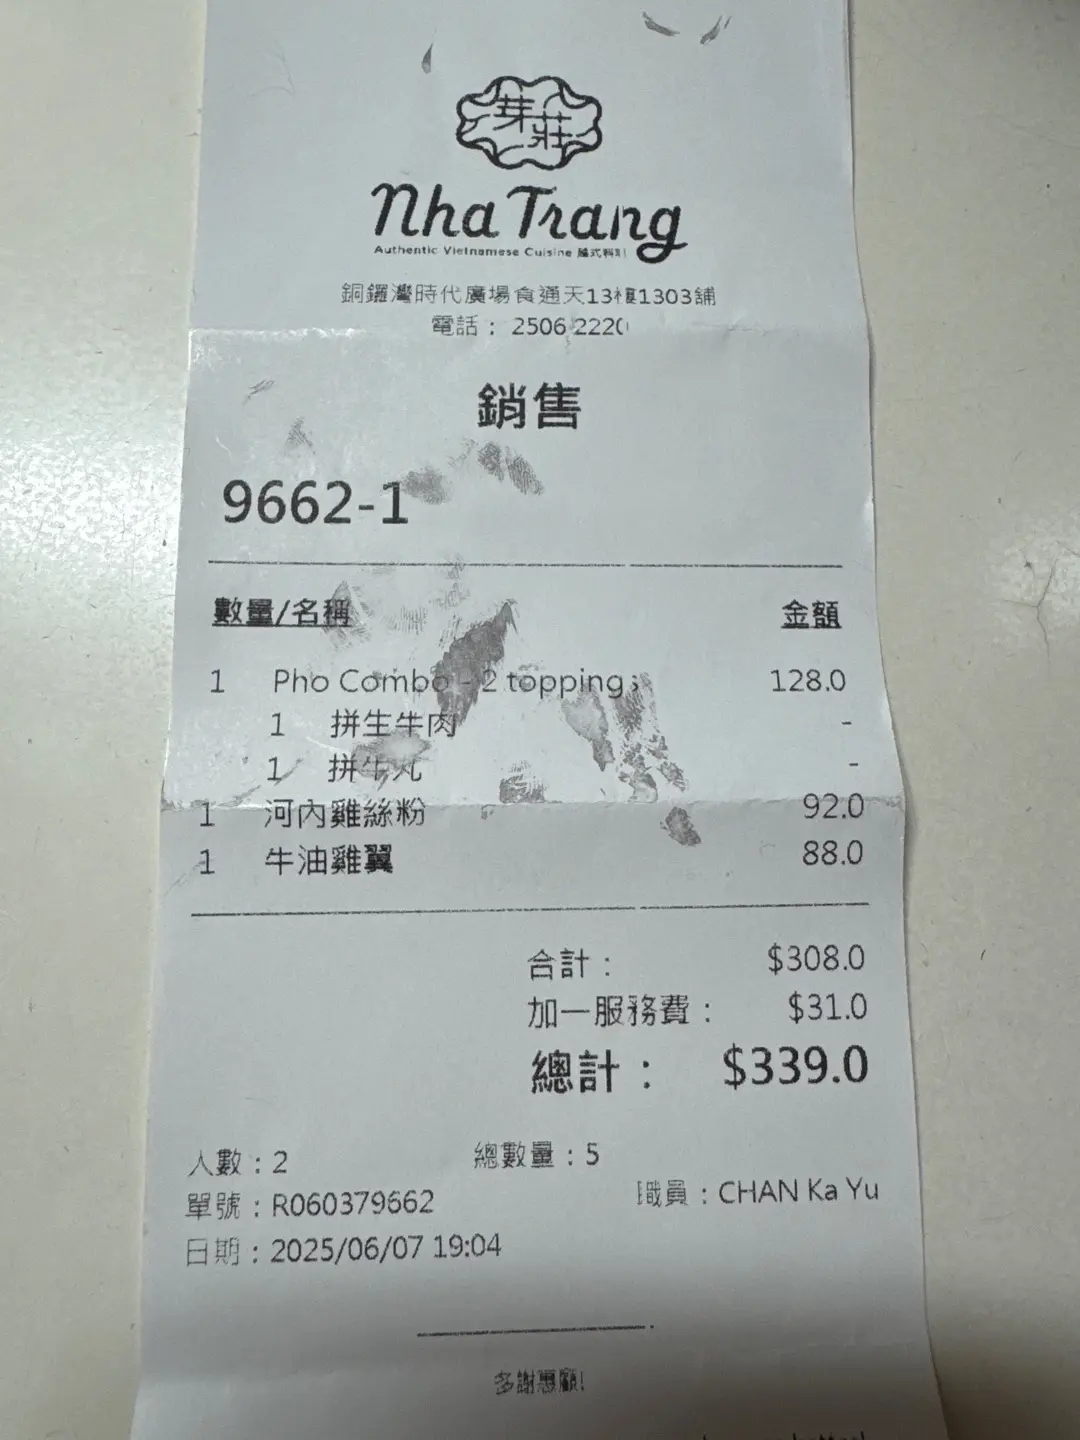 芽莊
Nha Trang
Authentic Vietnamese Cuisine 越式料理
銅鑼灣時代廣場食通天13樓1303舖
電話： 2506 2220
銷售
9662-1
數量/名稱 金額
1 Pho Combo - 2 toppings 128.0
1 拼生牛肉 -
1 拼牛丸 -
1 河內雞絲粉 92.0
1 牛油雞翼 88.0
合計： $308.0
加一服務費： $31.0
總計： $339.0
人數：2 總數量：5
單號：R060379662 職員：CHAN Ka Yu
日期：2025/06/07 19:04
多謝惠顧!